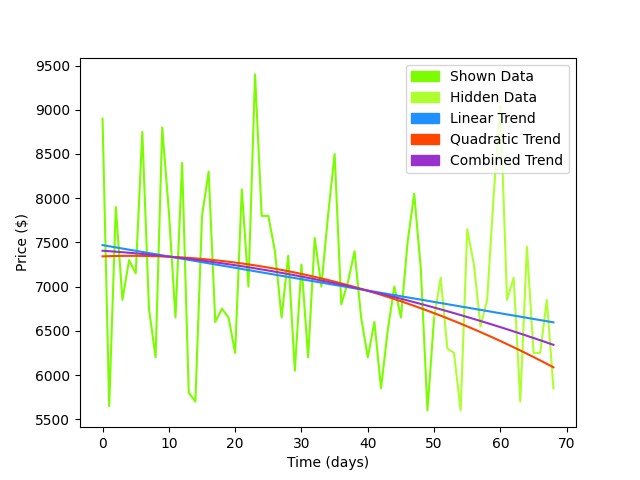 9500
9000
8500
8000
7500
7000
6500
6000
5500
Price ($)
Shown Data
Hidden Data
Linear Trend
Quadratic Trend
Combined Trend
0 10 20 30 40 50 60 70
Time (days)